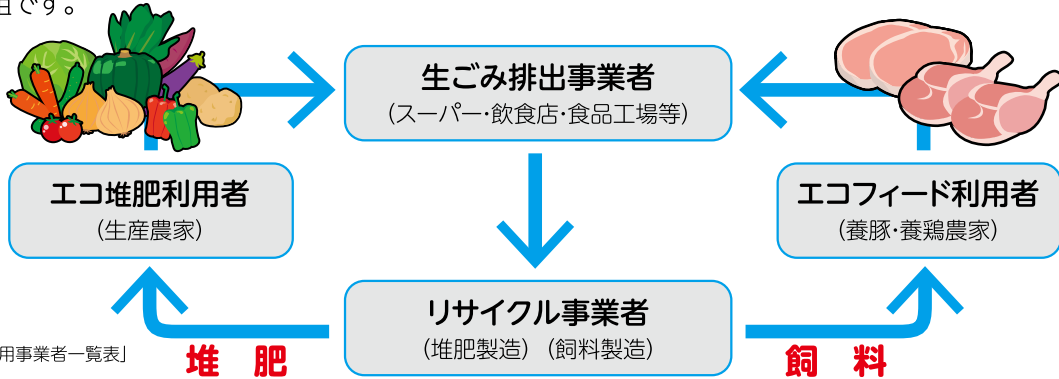 組です。
生ごみ排出事業者
(スーパー・飲食店・食品工場等)
エコ堆肥利用者
(生産農家)
エコフィード利用者
(養豚・養鶏農家)
リサイクル事業者
(堆肥製造) (飼料製造)
用事業者一覧表」
堆 肥
飼 料